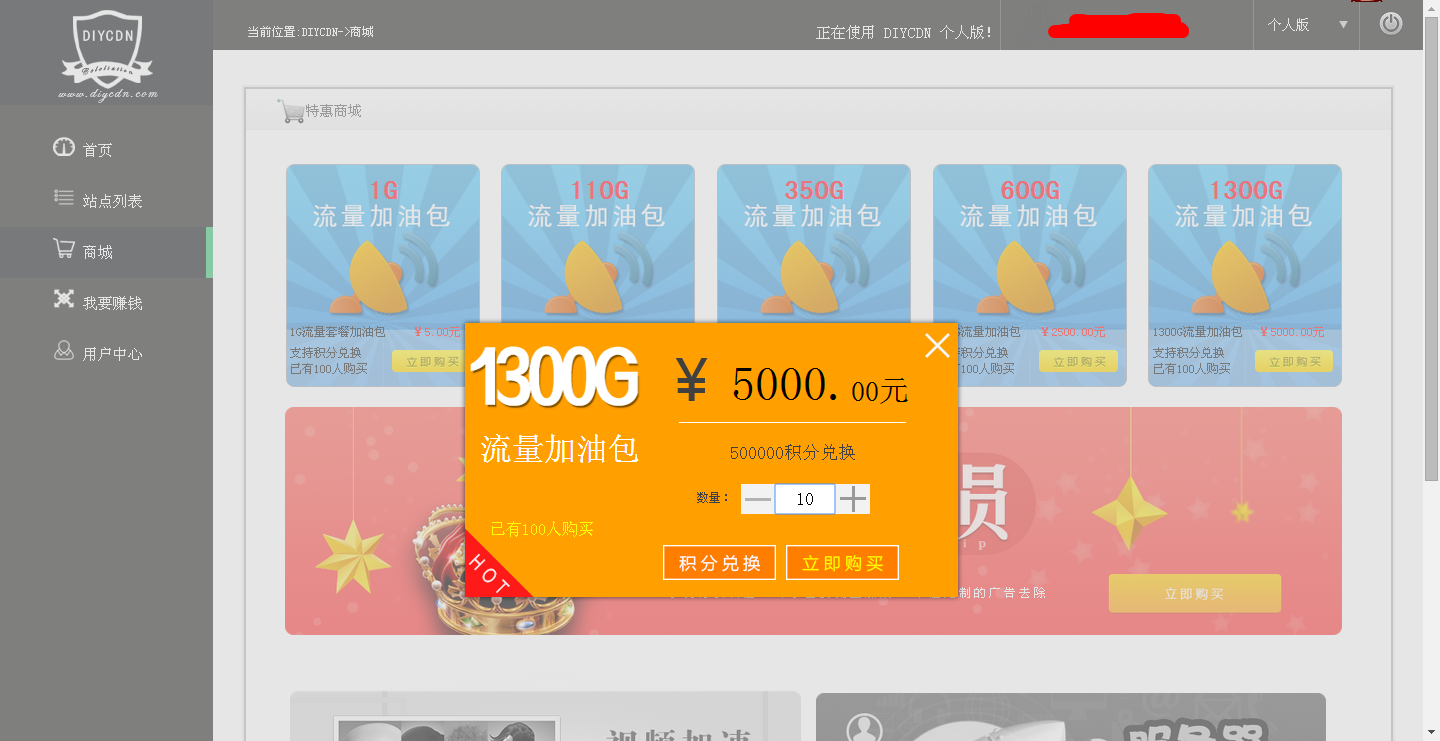 DIYCDN
Celebration
www.diycdn.com
当前位置:DIYCDN->商城
正在使用 DIYCDN 个人版!
个人版
首页
站点列表
商城
我要赚钱
用户中心
特惠商城
1G
流量加油包
110G
流量加油包
350G
流量加油包
600G
流量加油包
1300G
流量加油包
1G流量套餐加油包 ￥5.00元
支持积分兑换
已有100人购买
立即购买
流量加油包 ￥2500.00元
积分兑换
有100人购买
立即购买
1300G流量加油包 ￥5000.00元
支持积分兑换
已有100人购买
立即购买
1300G
流量加油包
已有100人购买
HOT
￥ 5000.00元
500000积分兑换
数量：
10
积分兑换
立即购买
员
ip
制的广告去除
立即购买
视频加速
服务器